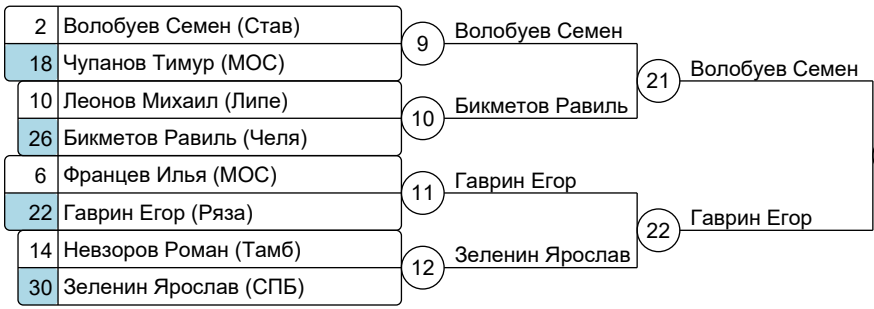 2 Волобуев Семен (Став)
18 Чупанов Тимур (МОС)
10 Леонов Михаил (Липе)
26 Бикметов Равиль (Челя)
6 Францев Илья (МОС)
22 Гаврин Егор (Ряза)
14 Невзоров Роман (Тамб)
30 Зеленин Ярослав (СПБ)
9 Волобуев Семен
10 Бикметов Равиль
11 Гаврин Егор
12 Зеленин Ярослав
21 Волобуев Семен
22 Гаврин Егор